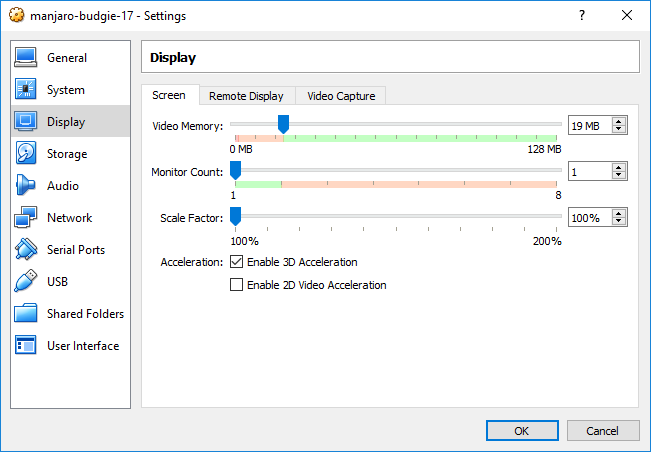 manjaro-budgie-17 - Settings
General
System
Display
Storage
Audio
Network
Serial Ports
USB
Shared Folders
User Interface
Display
Screen Remote Display Video Capture
Video Memory: 19 MB
0 MB 128 MB
Monitor Count: 1
1 8
Scale Factor: 100%
100% 200%
Acceleration: Enable 3D Acceleration
Enable 2D Video Acceleration
OK Cancel